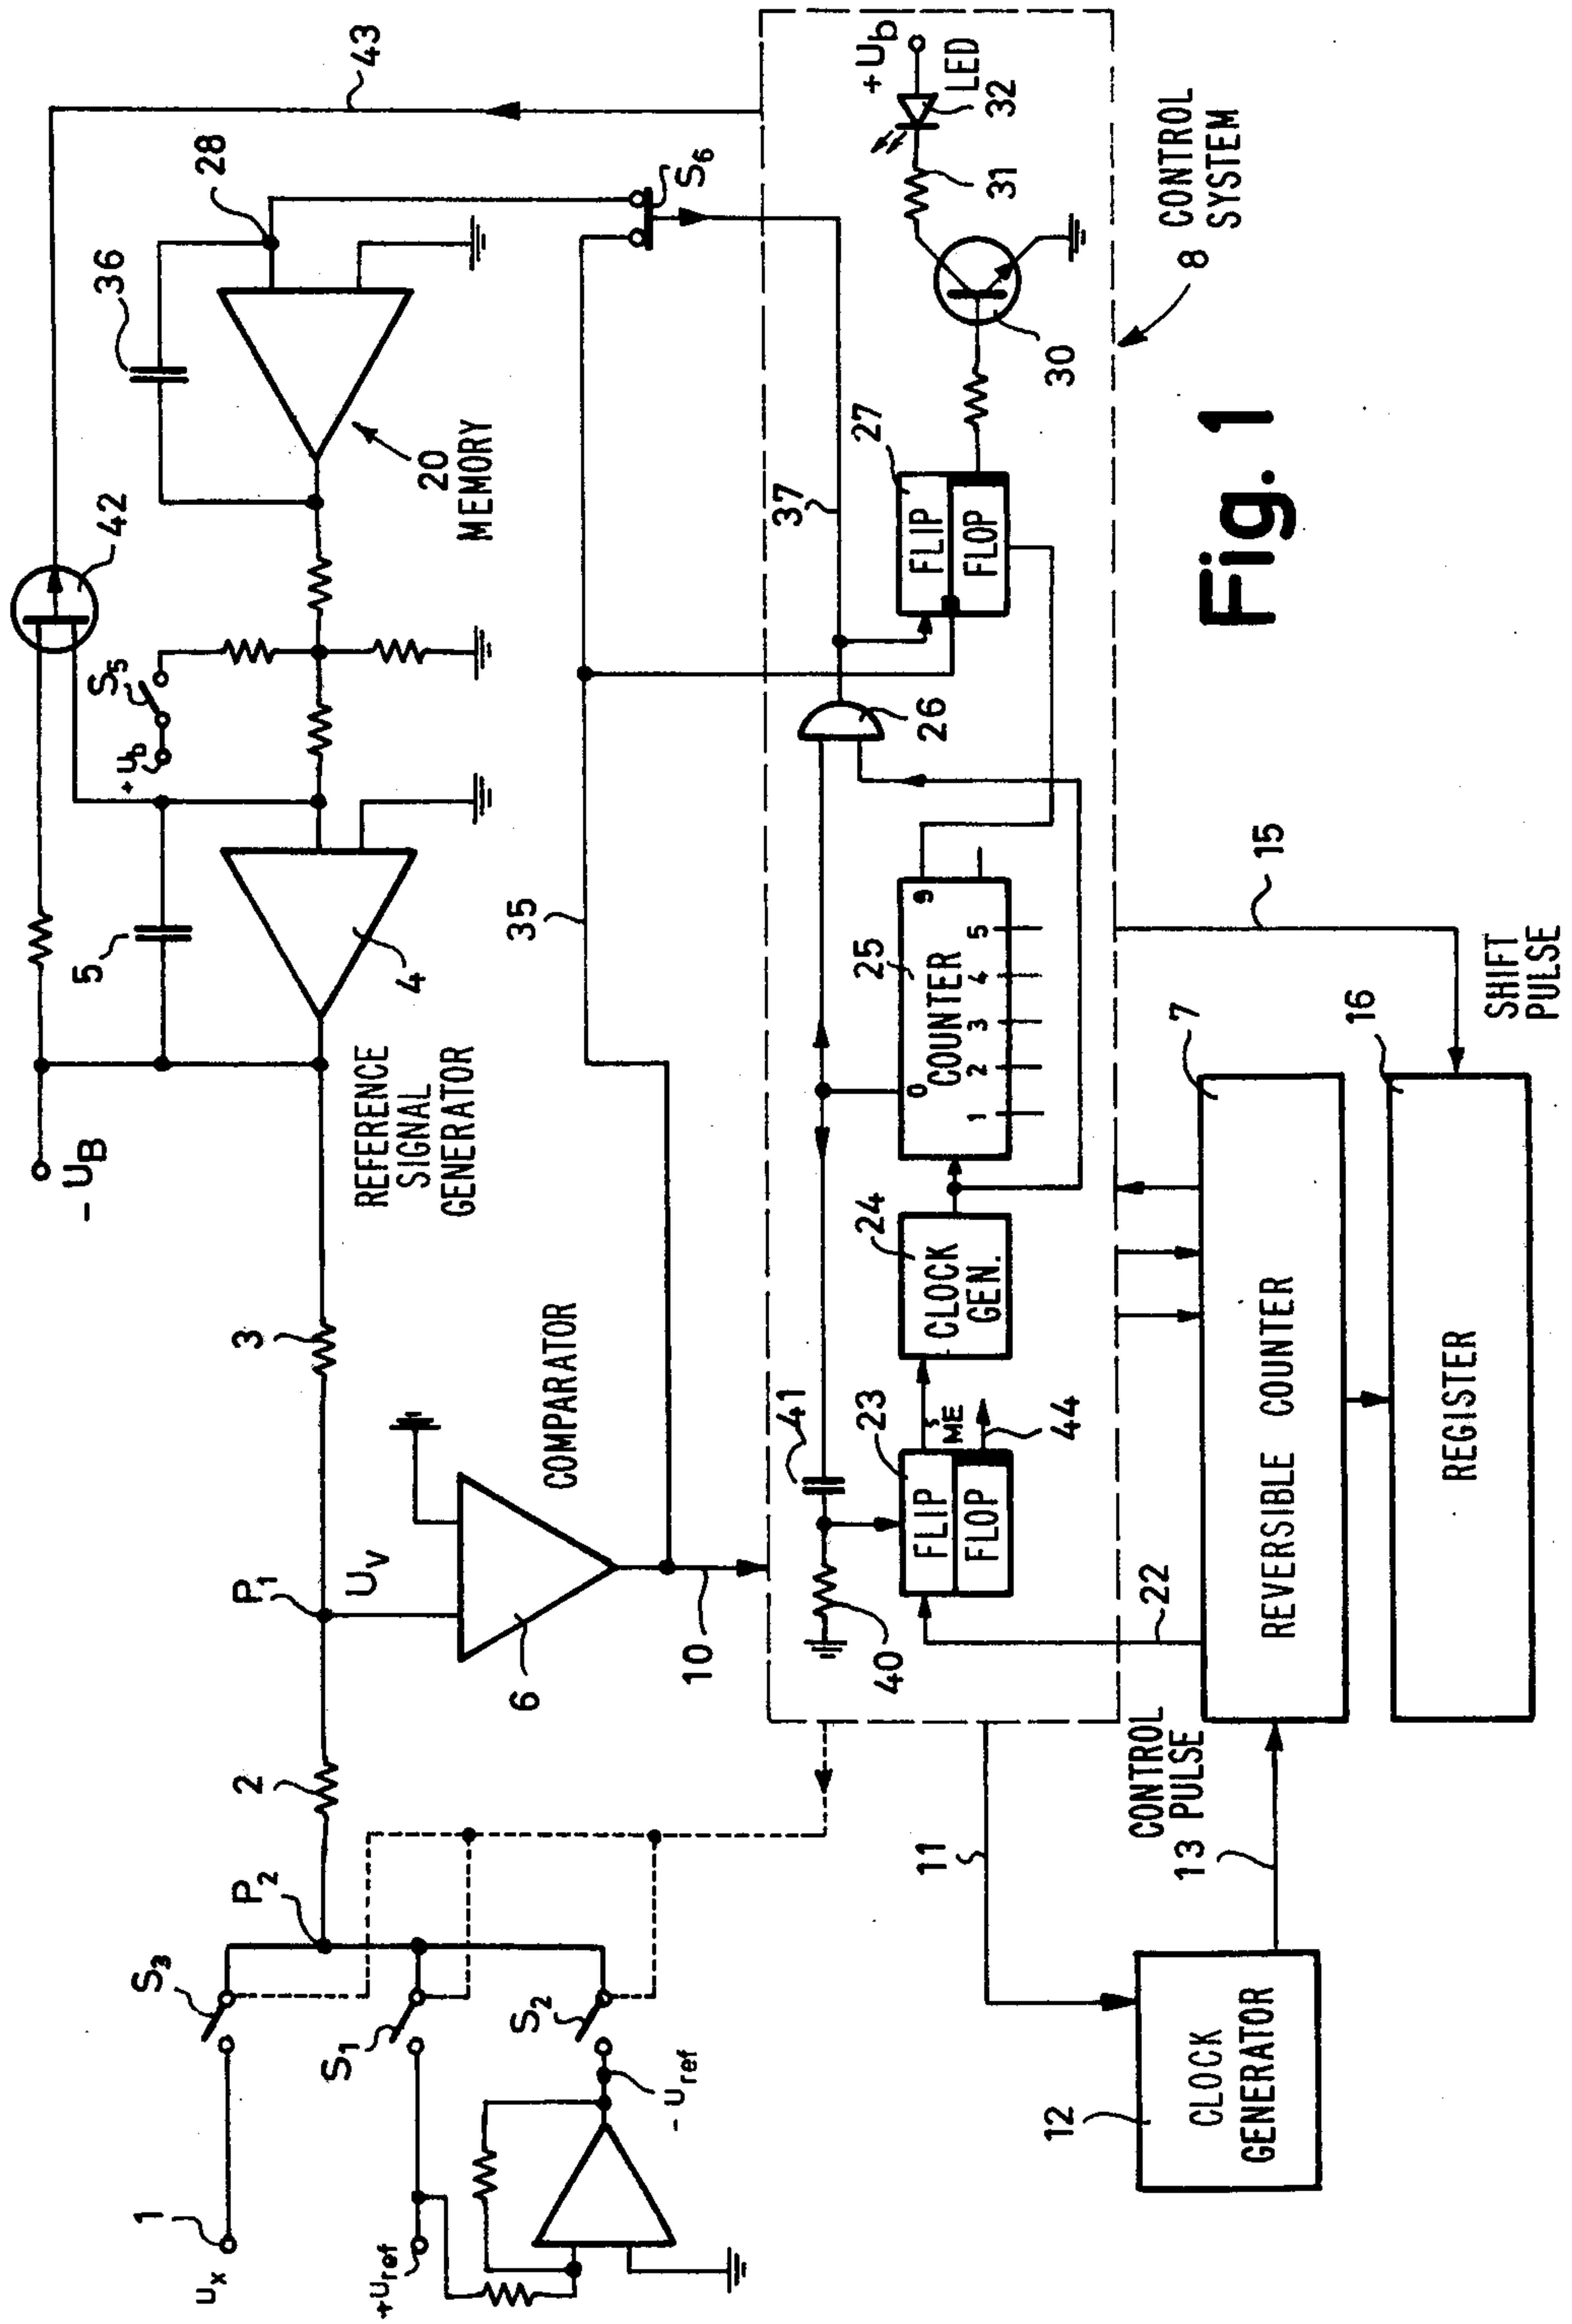 Fig. 1
1
Ux
S3
+Uref
S1
S2
- Uref
P2
2
P1
Uv
3
6
COMPARATOR
10
- UB
5
4
REFERENCE
SIGNAL
GENERATOR
+ Ub
S5
42
36
28
20
MEMORY
43
35
S6
37
40
41
23
FLIP
FLOP
ME
44
24
CLOCK
GEN.
25
COUNTER
0
1
2
3
4
5
9
26
27
FLIP
FLOP
30
31
32
LED
+Ub
8
CONTROL
SYSTEM
22
11
12
CLOCK
GENERATOR
13
CONTROL
PULSE
7
REVERSIBLE COUNTER
15
SHIFT
PULSE
16
REGISTER